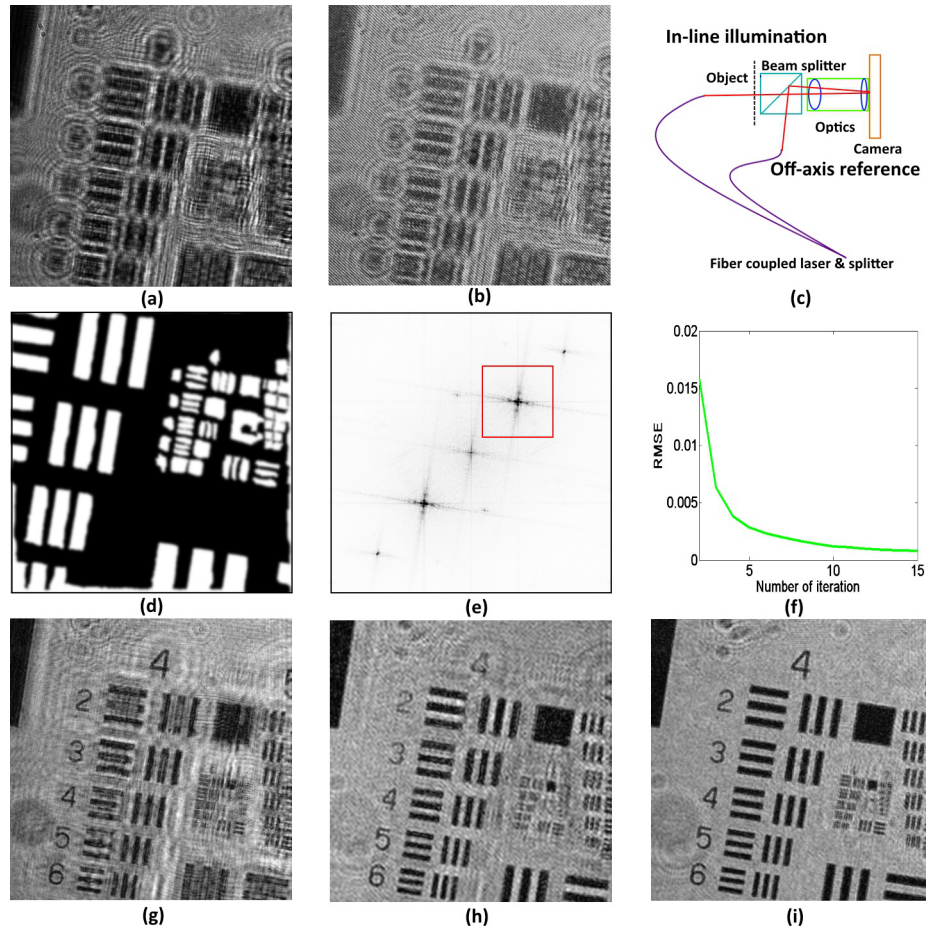 In-line illumination
Beam splitter
Object
Optics
Camera
Off-axis reference
Fiber coupled laser & splitter
(a)
(b)
(c)
0.02
0.015
0.01
0.005
0
RMSE
5
10
15
Number of iteration
(d)
(e)
(f)
4
2
3
4
5
6
4
2
3
4
5
6
4
2
3
4
5
6
(g)
(h)
(i)